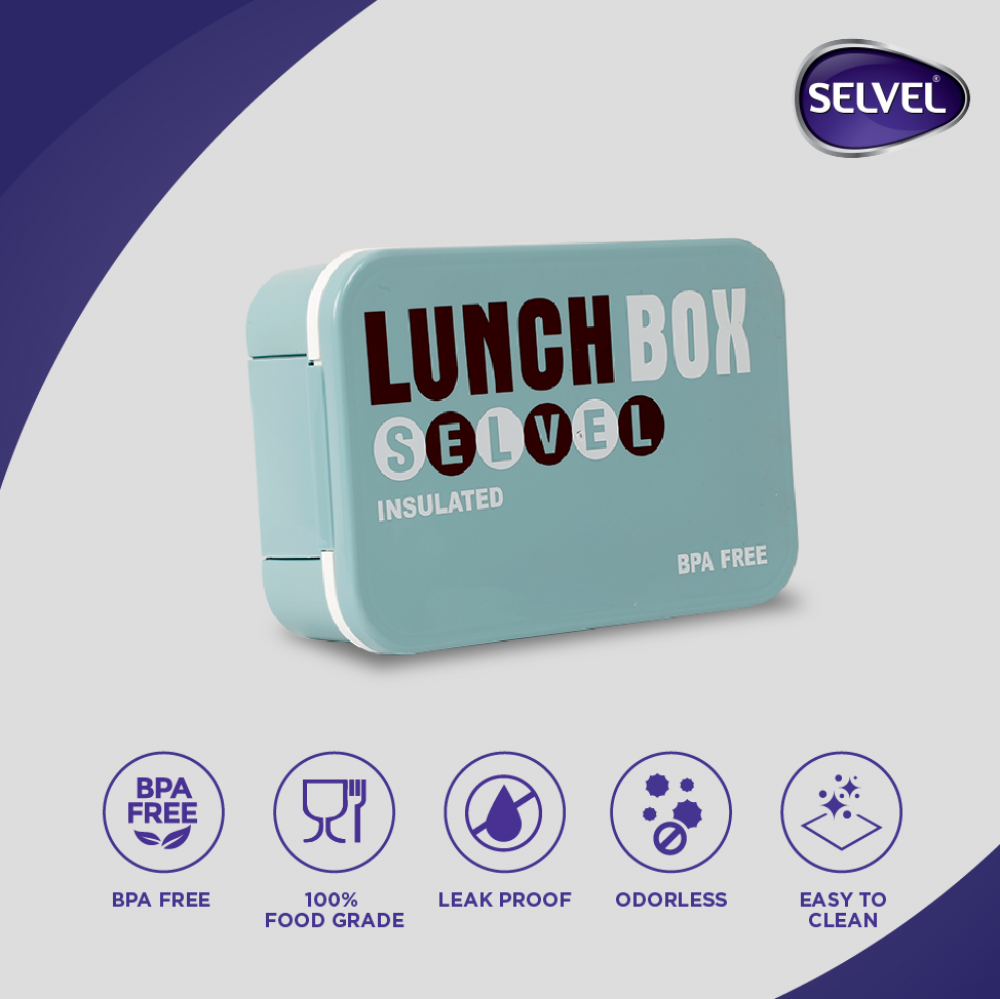 SELVEL®
LUNCH BOX
SELVEL
INSULATED
BPA FREE
BPA
FREE
BPA FREE
100%
FOOD GRADE
LEAK PROOF
ODORLESS
EASY TO
CLEAN